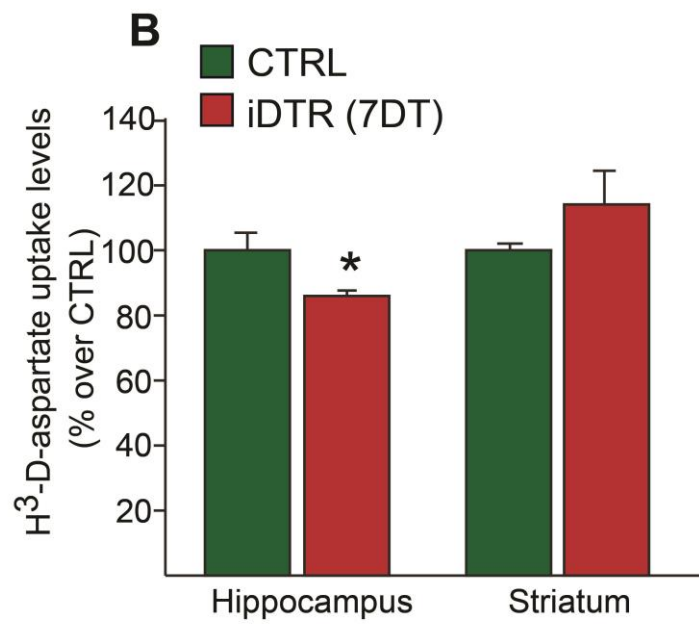 B
CTRL
iDTR (7DT)
H³-D-aspartate uptake levels
(% over CTRL)
140
120
100
80
60
40
20
*
Hippocampus
Striatum